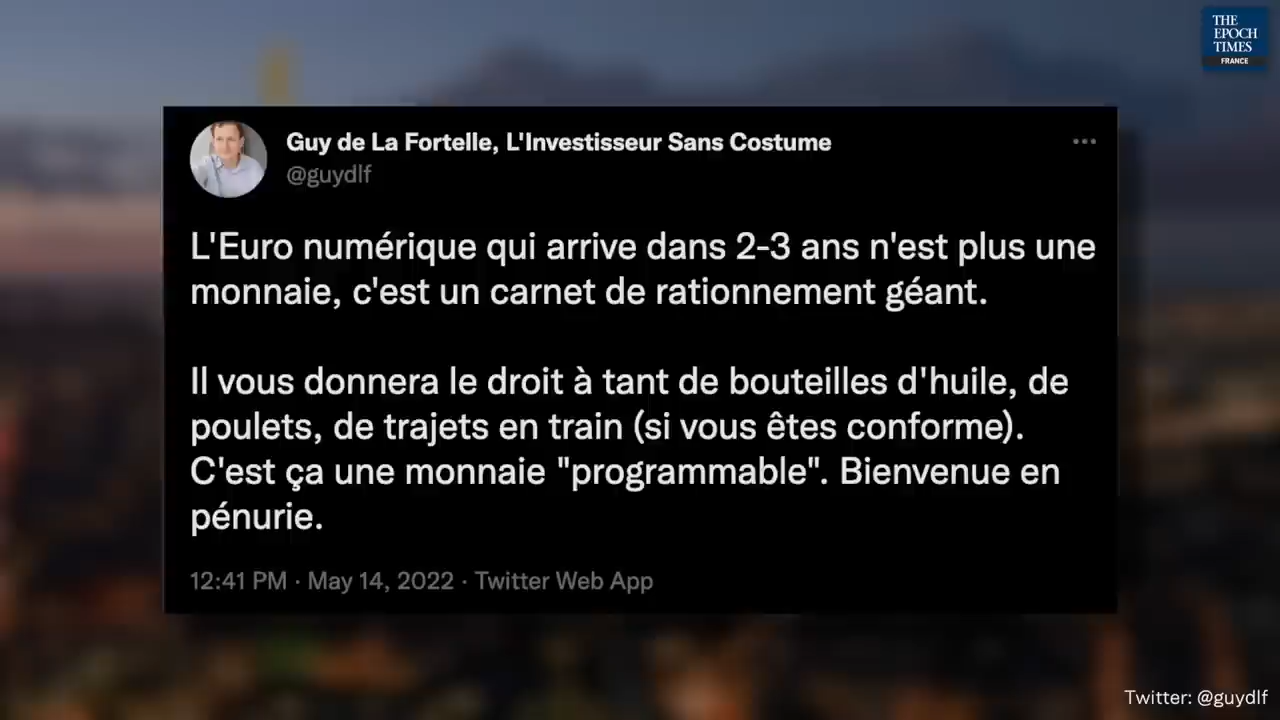 THE
EPOCH
TIMES
FRANCE
Guy de La Fortelle, L'Investisseur Sans Costume
@guydlf
L'Euro numérique qui arrive dans 2-3 ans n'est plus une
monnaie, c'est un carnet de rationnement géant.
Il vous donnera le droit à tant de bouteilles d'huile, de
poulets, de trajets en train (si vous êtes conforme).
C'est ça une monnaie "programmable". Bienvenue en
pénurie.
12:41 PM · May 14, 2022 · Twitter Web App
Twitter: @guydlf